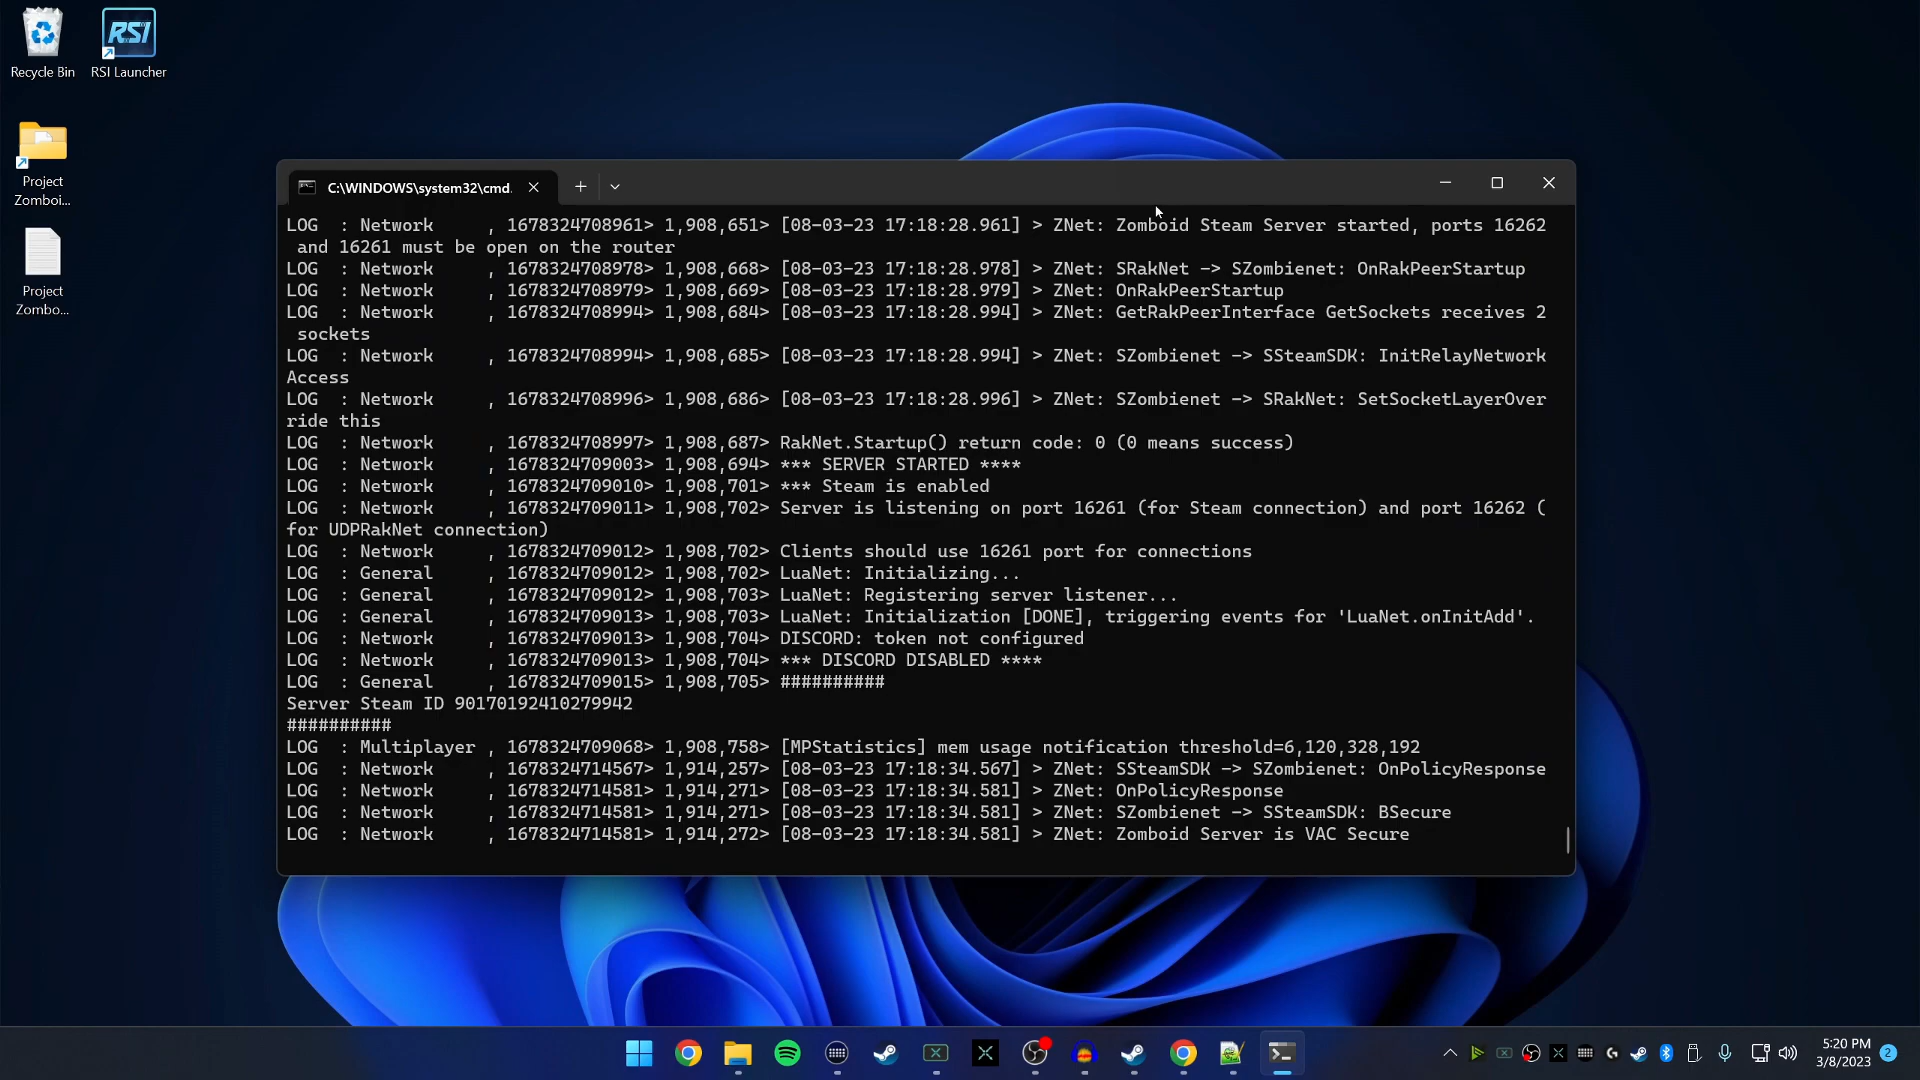 Recycle Bin
RSI
RSI Launcher
Project
Zomboi...
Project
Zombo...
C:\WINDOWS\system32\cmd.
LOG  : Network     , 1678324708961> 1,908,651> [08-03-23 17:18:28.961] > ZNet: Zomboid Steam Server started, ports 16262
 and 16261 must be open on the router
LOG  : Network     , 1678324708978> 1,908,668> [08-03-23 17:18:28.978] > ZNet: SRakNet -> SZombienet: OnRakPeerStartup
LOG  : Network     , 1678324708979> 1,908,669> [08-03-23 17:18:28.979] > ZNet: OnRakPeerStartup
LOG  : Network     , 1678324708994> 1,908,684> [08-03-23 17:18:28.994] > ZNet: GetRakPeerInterface GetSockets receives 2
 sockets
LOG  : Network     , 1678324708994> 1,908,685> [08-03-23 17:18:28.994] > ZNet: SZombienet -> SSteamSDK: InitRelayNetwork
Access
LOG  : Network     , 1678324708996> 1,908,686> [08-03-23 17:18:28.996] > ZNet: SZombienet -> SRakNet: SetSocketLayerOver
ride this
LOG  : Network     , 1678324708997> 1,908,687> RakNet.Startup() return code: 0 (0 means success)
LOG  : Network     , 1678324709003> 1,908,694> *** SERVER STARTED ****
LOG  : Network     , 1678324709010> 1,908,701> *** Steam is enabled
LOG  : Network     , 1678324709011> 1,908,702> Server is listening on port 16261 (for Steam connection) and port 16262 (
for UDPRakNet connection)
LOG  : Network     , 1678324709012> 1,908,702> Clients should use 16261 port for connections
LOG  : General     , 1678324709012> 1,908,702> LuaNet: Initializing...
LOG  : General     , 1678324709012> 1,908,703> LuaNet: Registering server listener...
LOG  : General     , 1678324709013> 1,908,703> LuaNet: Initialization [DONE], triggering events for 'LuaNet.onInitAdd'.
LOG  : Network     , 1678324709013> 1,908,704> DISCORD: token not configured
LOG  : Network     , 1678324709013> 1,908,704> *** DISCORD DISABLED ****
LOG  : General     , 1678324709015> 1,908,705> ##########
Server Steam ID 90170192410279942
##########
LOG  : Multiplayer , 1678324709068> 1,908,758> [MPStatistics] mem usage notification threshold=6,120,328,192
LOG  : Network     , 1678324714567> 1,914,257> [08-03-23 17:18:34.567] > ZNet: SSteamSDK -> SZombienet: OnPolicyResponse
LOG  : Network     , 1678324714581> 1,914,271> [08-03-23 17:18:34.581] > ZNet: OnPolicyResponse
LOG  : Network     , 1678324714581> 1,914,271> [08-03-23 17:18:34.581] > ZNet: SZombienet -> SSteamSDK: BSecure
LOG  : Network     , 1678324714581> 1,914,272> [08-03-23 17:18:34.581] > ZNet: Zomboid Server is VAC Secure
5:20 PM
3/8/2023
2